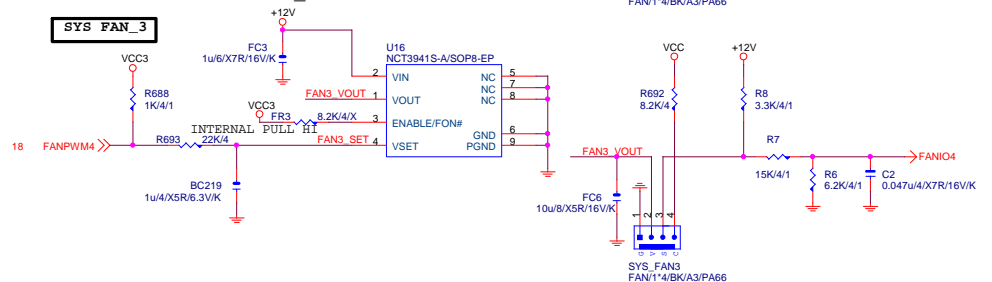 FAN/1*4/BK/A3/PA66
SYS FAN_3
+12V
FC3
1u/6/X7R/16V/K
U16
NCT3941S-A/SOP8-EP
2 VIN
1 VOUT
3 ENABLE/FON#
4 VSET
NC 5
NC 7
NC 8
GND 6
PGND 9
FAN3_VOUT
VCC3
FR3
8.2K/4/X
INTERNAL PULL HI
FAN3_SET
VCC3
R688
1K/4/1
18 FANPWM4
R693
22K/4
BC219
1u/4/X5R/6.3V/K
VCC
+12V
R692
8.2K/4
R8
3.3K/4/1
FAN3_VOUT
R7
15K/4/1
FANIO4
R6
6.2K/4/1
C2
0.047u/4/X7R/16V/K
FC6
10u/8/X5R/16V/K
1 2 3 4
G V S C
SYS_FAN3
FAN/1*4/BK/A3/PA66